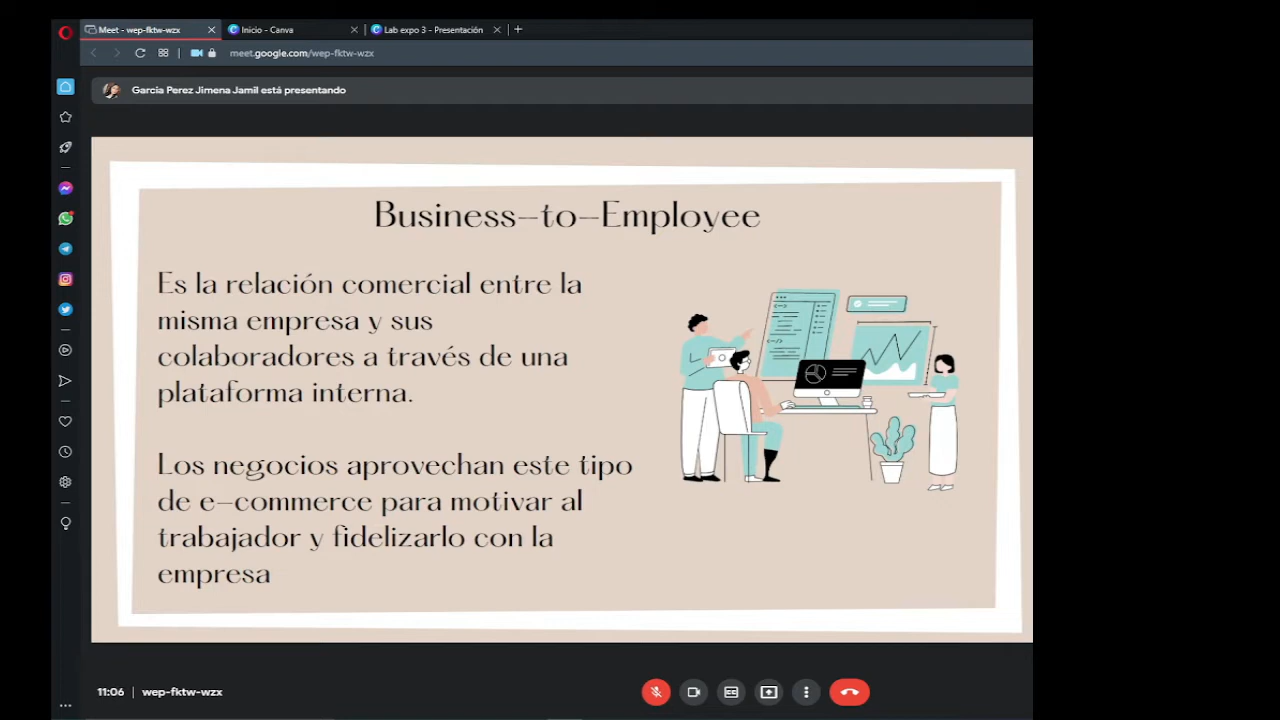 Meet - wep-fktw-wzx
Inicio - Canva
Lab expo 3 - Presentación
meet.google.com/wep-fktw-wzx
Garcia Perez Jimena Jamil está presentando
Business-to-Employee
Es la relación comercial entre la
misma empresa y sus
colaboradores a través de una
plataforma interna.
Los negocios aprovechan este tipo
de e-commerce para motivar al
trabajador y fidelizarlo con la
empresa
11:06 | wep-fktw-wzx